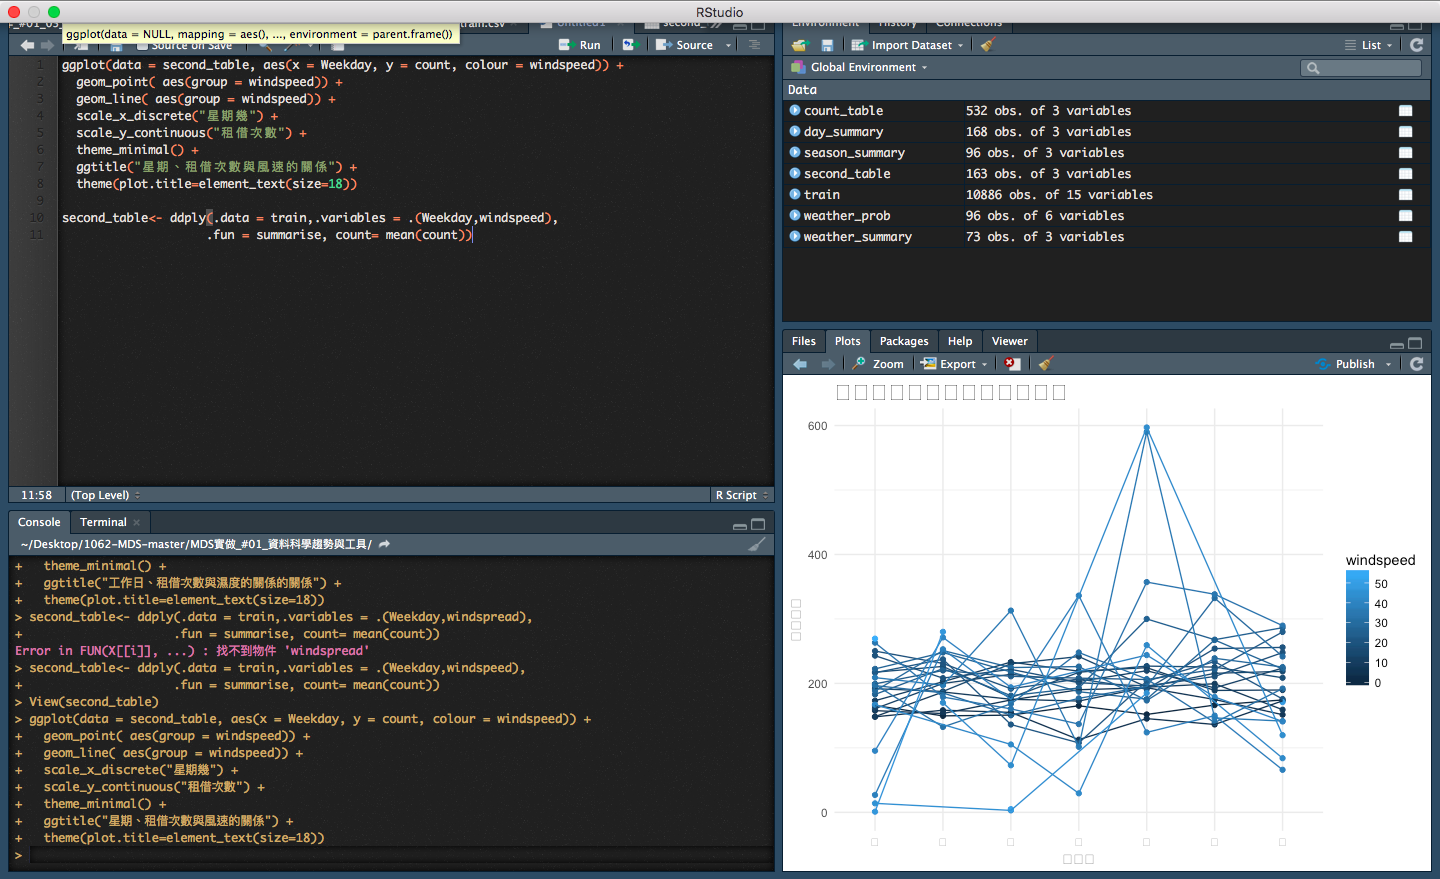 RStudio
train.csv
Untitled1
second_
ggplot(data = NULL, mapping = aes(), ..., environment = parent.frame())
Source on Save
Run
Source
1 ggplot(data = second_table, aes(x = Weekday, y = count, colour = windspeed)) +
2 geom_point( aes(group = windspeed)) +
3 geom_line( aes(group = windspeed)) +
4 scale_x_discrete("星期幾") +
5 scale_y_continuous("租借次數") +
6 theme_minimal() +
7 ggtitle("星期、租借次數與風速的關係") +
8 theme(plot.title=element_text(size=18))
9
10 second_table<- ddply(.data = train,.variables = .(Weekday,windspeed),
11 .fun = summarise, count= mean(count))
11:58
(Top Level)
R Script
Console
Terminal
~/Desktop/1062-MDS-master/MDS實做_#01_資料科學趨勢與工具/
+ theme_minimal() +
+ ggtitle("工作日、租借次數與濕度的關係的關係") +
+ theme(plot.title=element_text(size=18))
> second_table<- ddply(.data = train,.variables = .(Weekday,windspread),
+ .fun = summarise, count= mean(count))
Error in FUN(X[[i]], ...) : 找不到物件 'windspread'
> second_table<- ddply(.data = train,.variables = .(Weekday,windspeed),
+ .fun = summarise, count= mean(count))
> View(second_table)
> ggplot(data = second_table, aes(x = Weekday, y = count, colour = windspeed)) +
+ geom_point( aes(group = windspeed)) +
+ geom_line( aes(group = windspeed)) +
+ scale_x_discrete("星期幾") +
+ scale_y_continuous("租借次數") +
+ theme_minimal() +
+ ggtitle("星期、租借次數與風速的關係") +
+ theme(plot.title=element_text(size=18))
>
Environment
History
Connections
Import Dataset
List
Global Environment
Data
count_table 532 obs. of 3 variables
day_summary 168 obs. of 3 variables
season_summary 96 obs. of 3 variables
second_table 163 obs. of 3 variables
train 10886 obs. of 15 variables
weather_prob 96 obs. of 6 variables
weather_summary 73 obs. of 3 variables
Files
Plots
Packages
Help
Viewer
Zoom
Export
Publish
600
400
200
0
windspeed
50
40
30
20
10
0